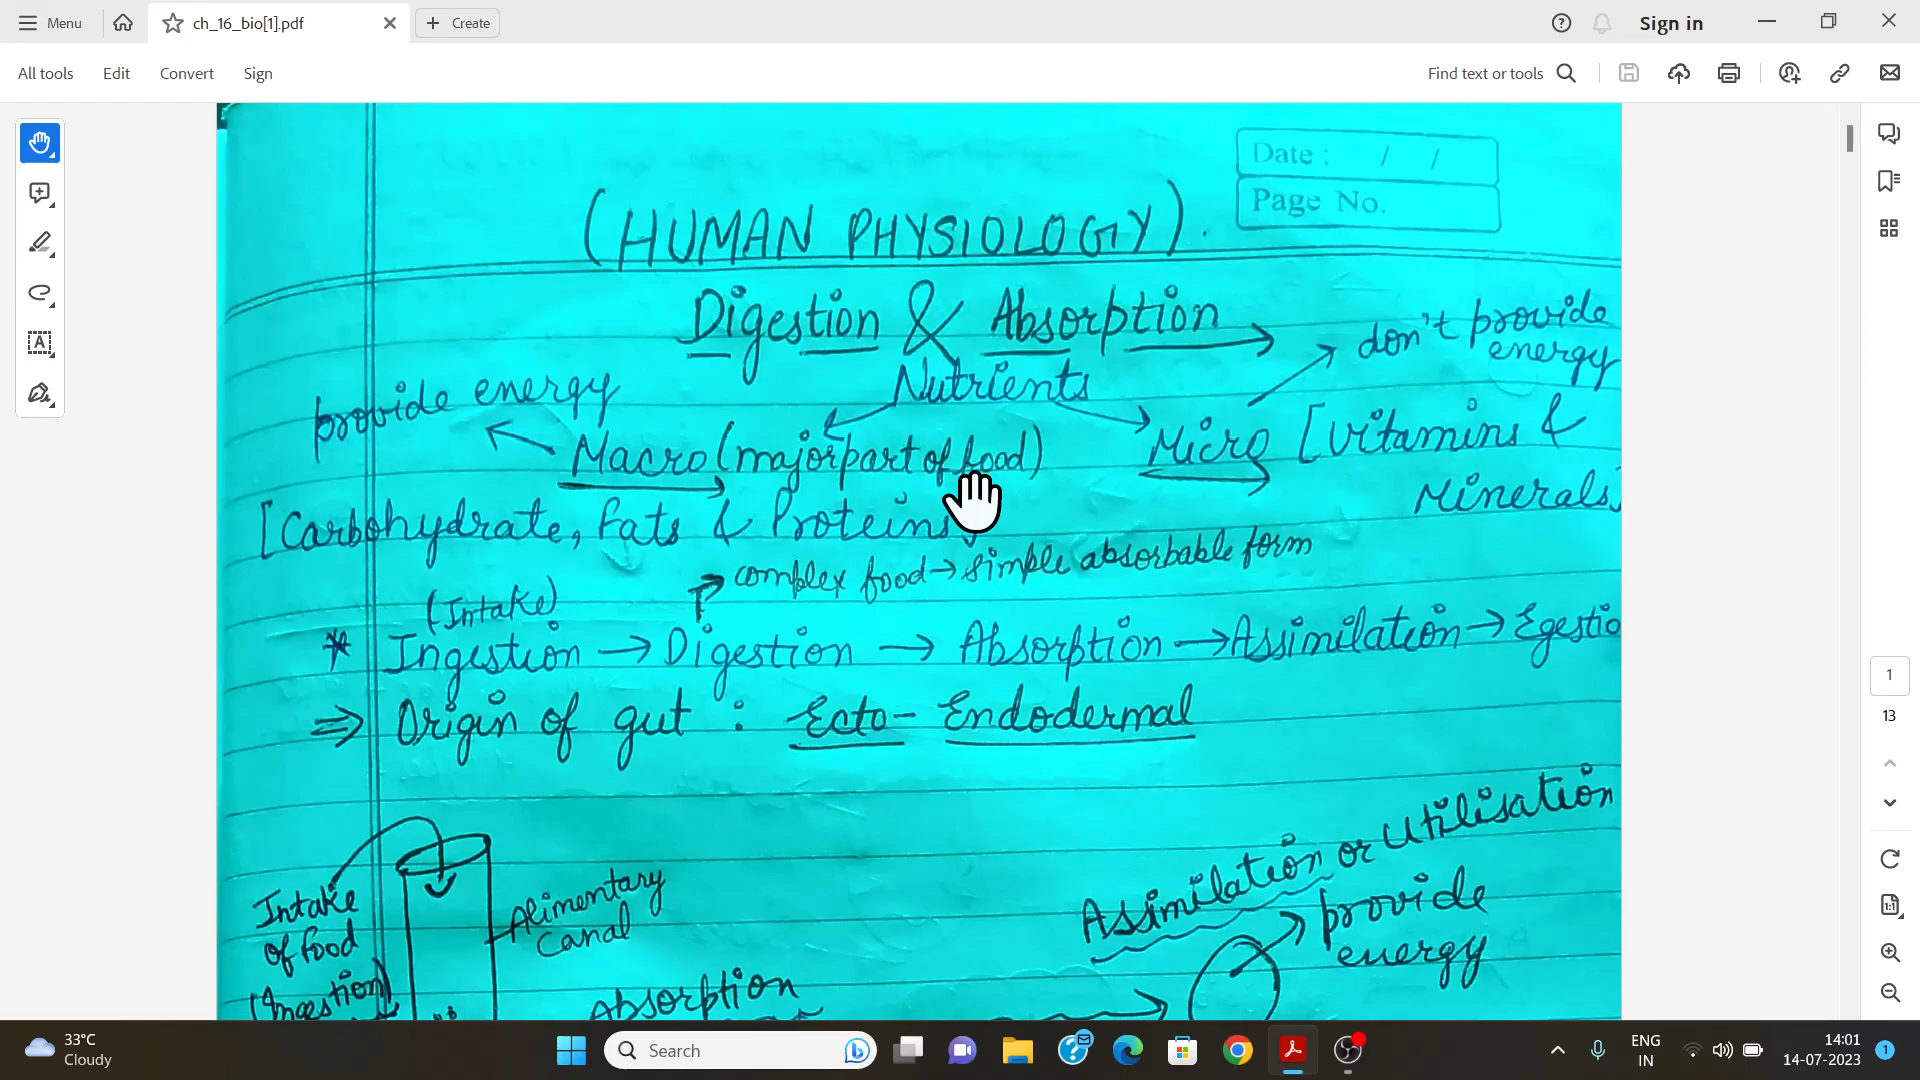 Menu
ch_16_bio[1].pdf
Create
Sign in
All tools
Edit
Convert
Sign
Find text or tools
Date : / /
Page No.
(HUMAN PHYSIOLOGY).
Digestion & Absorption
Nutrients
don't provide
energy
provide energy
Macro (major part of food)
Micro [Vitamins &
Minerals]
[Carbohydrate, Fats & Proteins
complex food → simple absorbable form
(Intake)
* Ingestion → Digestion → Absorption → Assimilation → Egestio
⇒ Origin of gut : Ecto- Endodermal
Assimilation or Utilisation
Intake
of food
(Ingestion)
Alimentary
canal
provide
energy
Absorption
1
13
33°C
Cloudy
Search
ENG
IN
14:01
14-07-2023
1